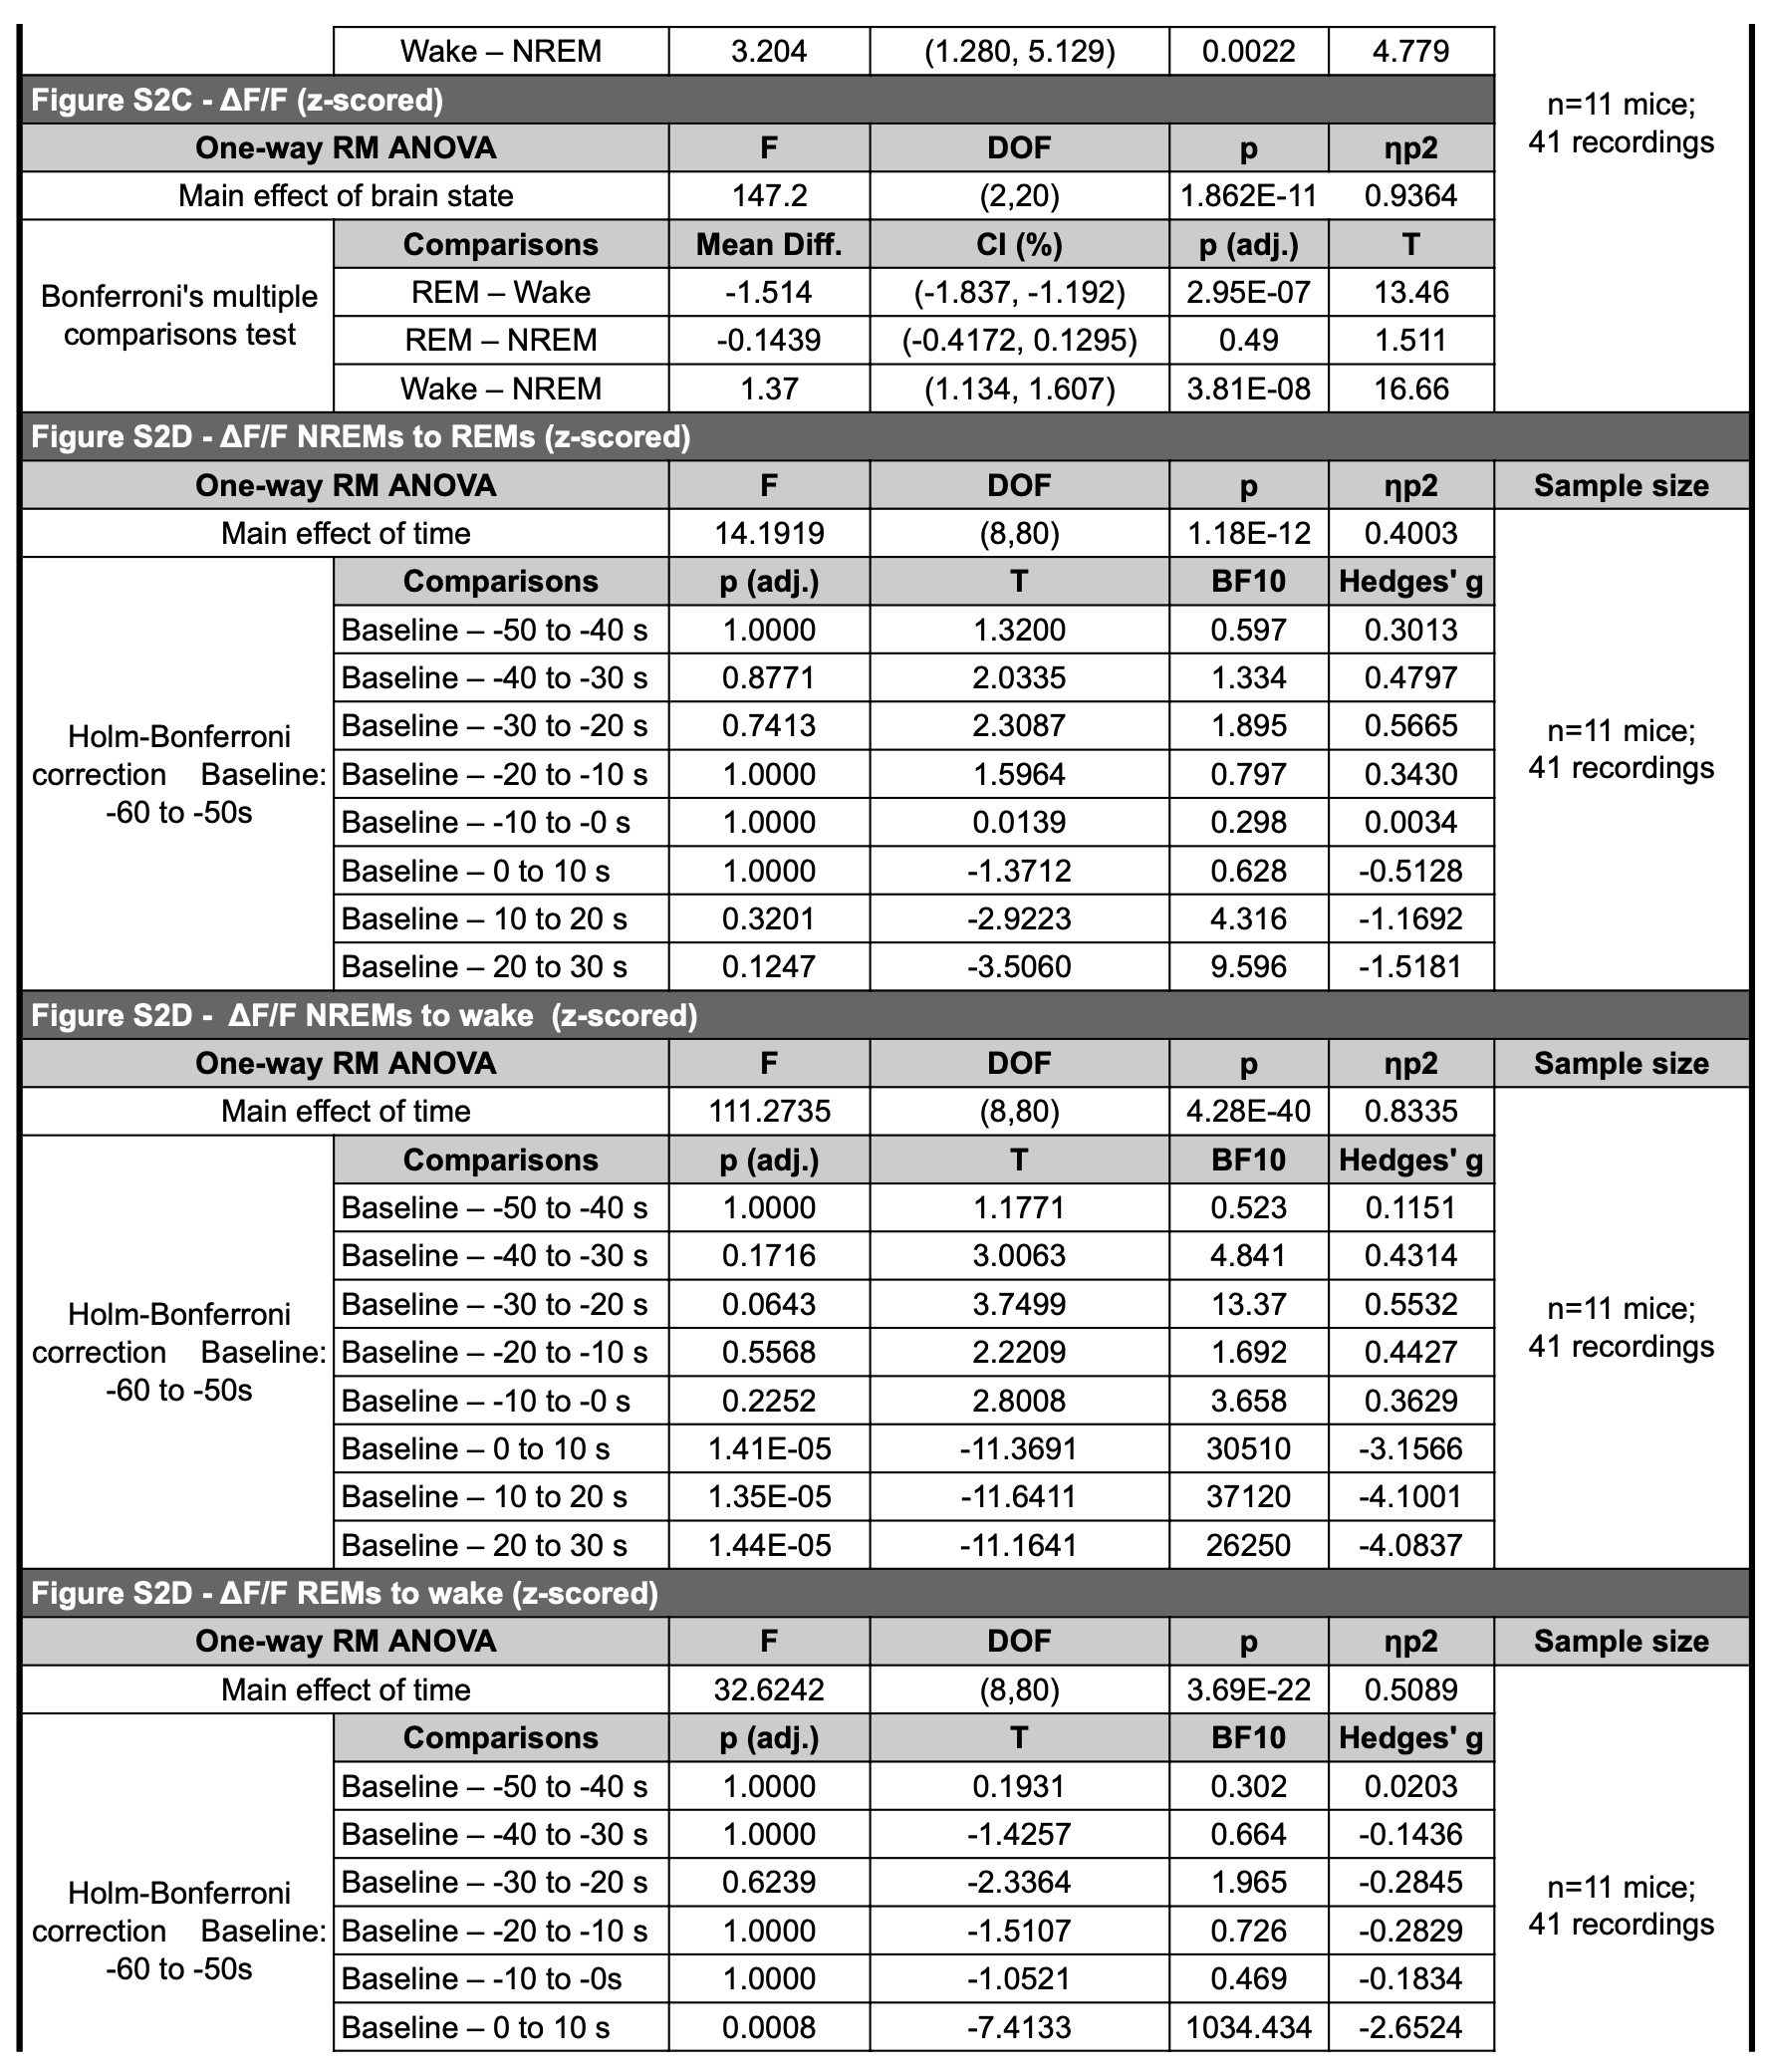 Wake – NREM 3.204 (1.280, 5.129) 0.0022 4.779
Figure S2C - ΔF/F (z-scored)
n=11 mice;
41 recordings
One-way RM ANOVA F DOF p ηp2
Main effect of brain state 147.2 (2,20) 1.862E-11 0.9364
Bonferroni's multiple
comparisons test
Comparisons Mean Diff. CI (%) p (adj.) T
REM – Wake -1.514 (-1.837, -1.192) 2.95E-07 13.46
REM – NREM -0.1439 (-0.4172, 0.1295) 0.49 1.511
Wake – NREM 1.37 (1.134, 1.607) 3.81E-08 16.66
Figure S2D - ΔF/F NREMs to REMs (z-scored)
One-way RM ANOVA F DOF p ηp2 Sample size
Main effect of time 14.1919 (8,80) 1.18E-12 0.4003
n=11 mice;
41 recordings
Holm-Bonferroni
correction Baseline:
-60 to -50s
Comparisons p (adj.) T BF10 Hedges' g
Baseline – -50 to -40 s 1.0000 1.3200 0.597 0.3013
Baseline – -40 to -30 s 0.8771 2.0335 1.334 0.4797
Baseline – -30 to -20 s 0.7413 2.3087 1.895 0.5665
Baseline – -20 to -10 s 1.0000 1.5964 0.797 0.3430
Baseline – -10 to -0 s 1.0000 0.0139 0.298 0.0034
Baseline – 0 to 10 s 1.0000 -1.3712 0.628 -0.5128
Baseline – 10 to 20 s 0.3201 -2.9223 4.316 -1.1692
Baseline – 20 to 30 s 0.1247 -3.5060 9.596 -1.5181
Figure S2D - ΔF/F NREMs to wake (z-scored)
One-way RM ANOVA F DOF p ηp2 Sample size
Main effect of time 111.2735 (8,80) 4.28E-40 0.8335
n=11 mice;
41 recordings
Holm-Bonferroni
correction Baseline:
-60 to -50s
Comparisons p (adj.) T BF10 Hedges' g
Baseline – -50 to -40 s 1.0000 1.1771 0.523 0.1151
Baseline – -40 to -30 s 0.1716 3.0063 4.841 0.4314
Baseline – -30 to -20 s 0.0643 3.7499 13.37 0.5532
Baseline – -20 to -10 s 0.5568 2.2209 1.692 0.4427
Baseline – -10 to -0 s 0.2252 2.8008 3.658 0.3629
Baseline – 0 to 10 s 1.41E-05 -11.3691 30510 -3.1566
Baseline – 10 to 20 s 1.35E-05 -11.6411 37120 -4.1001
Baseline – 20 to 30 s 1.44E-05 -11.1641 26250 -4.0837
Figure S2D - ΔF/F REMs to wake (z-scored)
One-way RM ANOVA F DOF p ηp2 Sample size
Main effect of time 32.6242 (8,80) 3.69E-22 0.5089
n=11 mice;
41 recordings
Holm-Bonferroni
correction Baseline:
-60 to -50s
Comparisons p (adj.) T BF10 Hedges' g
Baseline – -50 to -40 s 1.0000 0.1931 0.302 0.0203
Baseline – -40 to -30 s 1.0000 -1.4257 0.664 -0.1436
Baseline – -30 to -20 s 0.6239 -2.3364 1.965 -0.2845
Baseline – -20 to -10 s 1.0000 -1.5107 0.726 -0.2829
Baseline – -10 to -0s 1.0000 -1.0521 0.469 -0.1834
Baseline – 0 to 10 s 0.0008 -7.4133 1034.434 -2.6524